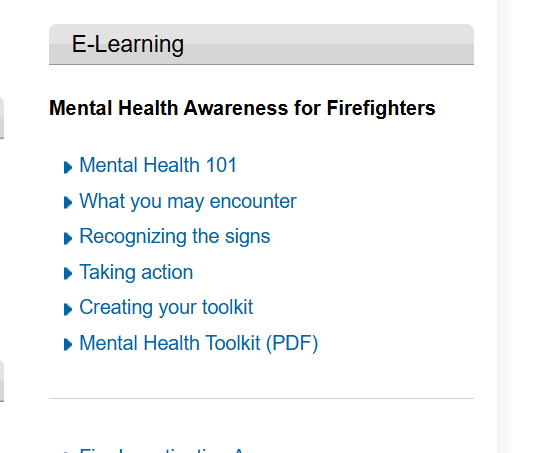 E-Learning
Mental Health Awareness for Firefighters
Mental Health 101
What you may encounter
Recognizing the signs
Taking action
Creating your toolkit
Mental Health Toolkit (PDF)